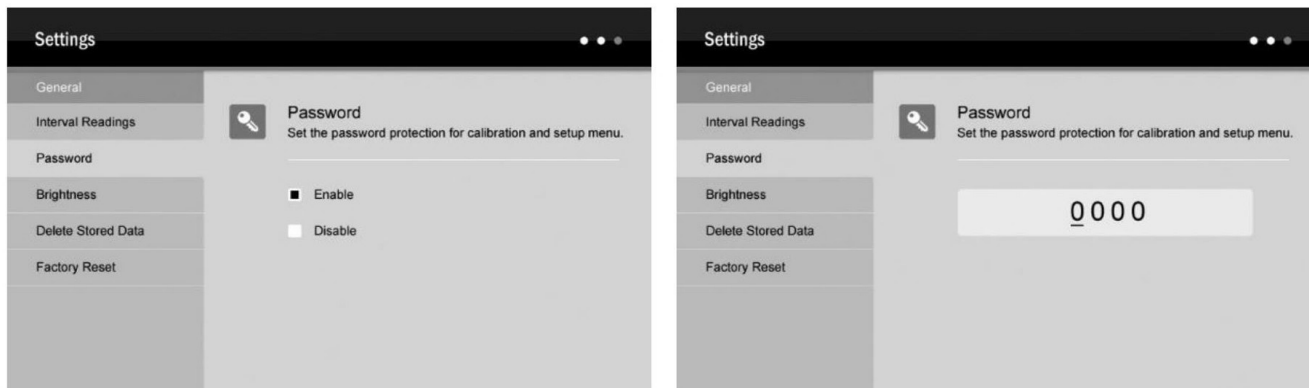 Settings
General
Interval Readings
Password
Brightness
Delete Stored Data
Factory Reset
Password
Set the password protection for calibration and setup menu.
Enable
Disable
Settings
General
Interval Readings
Password
Brightness
Delete Stored Data
Factory Reset
Password
Set the password protection for calibration and setup menu.
0000